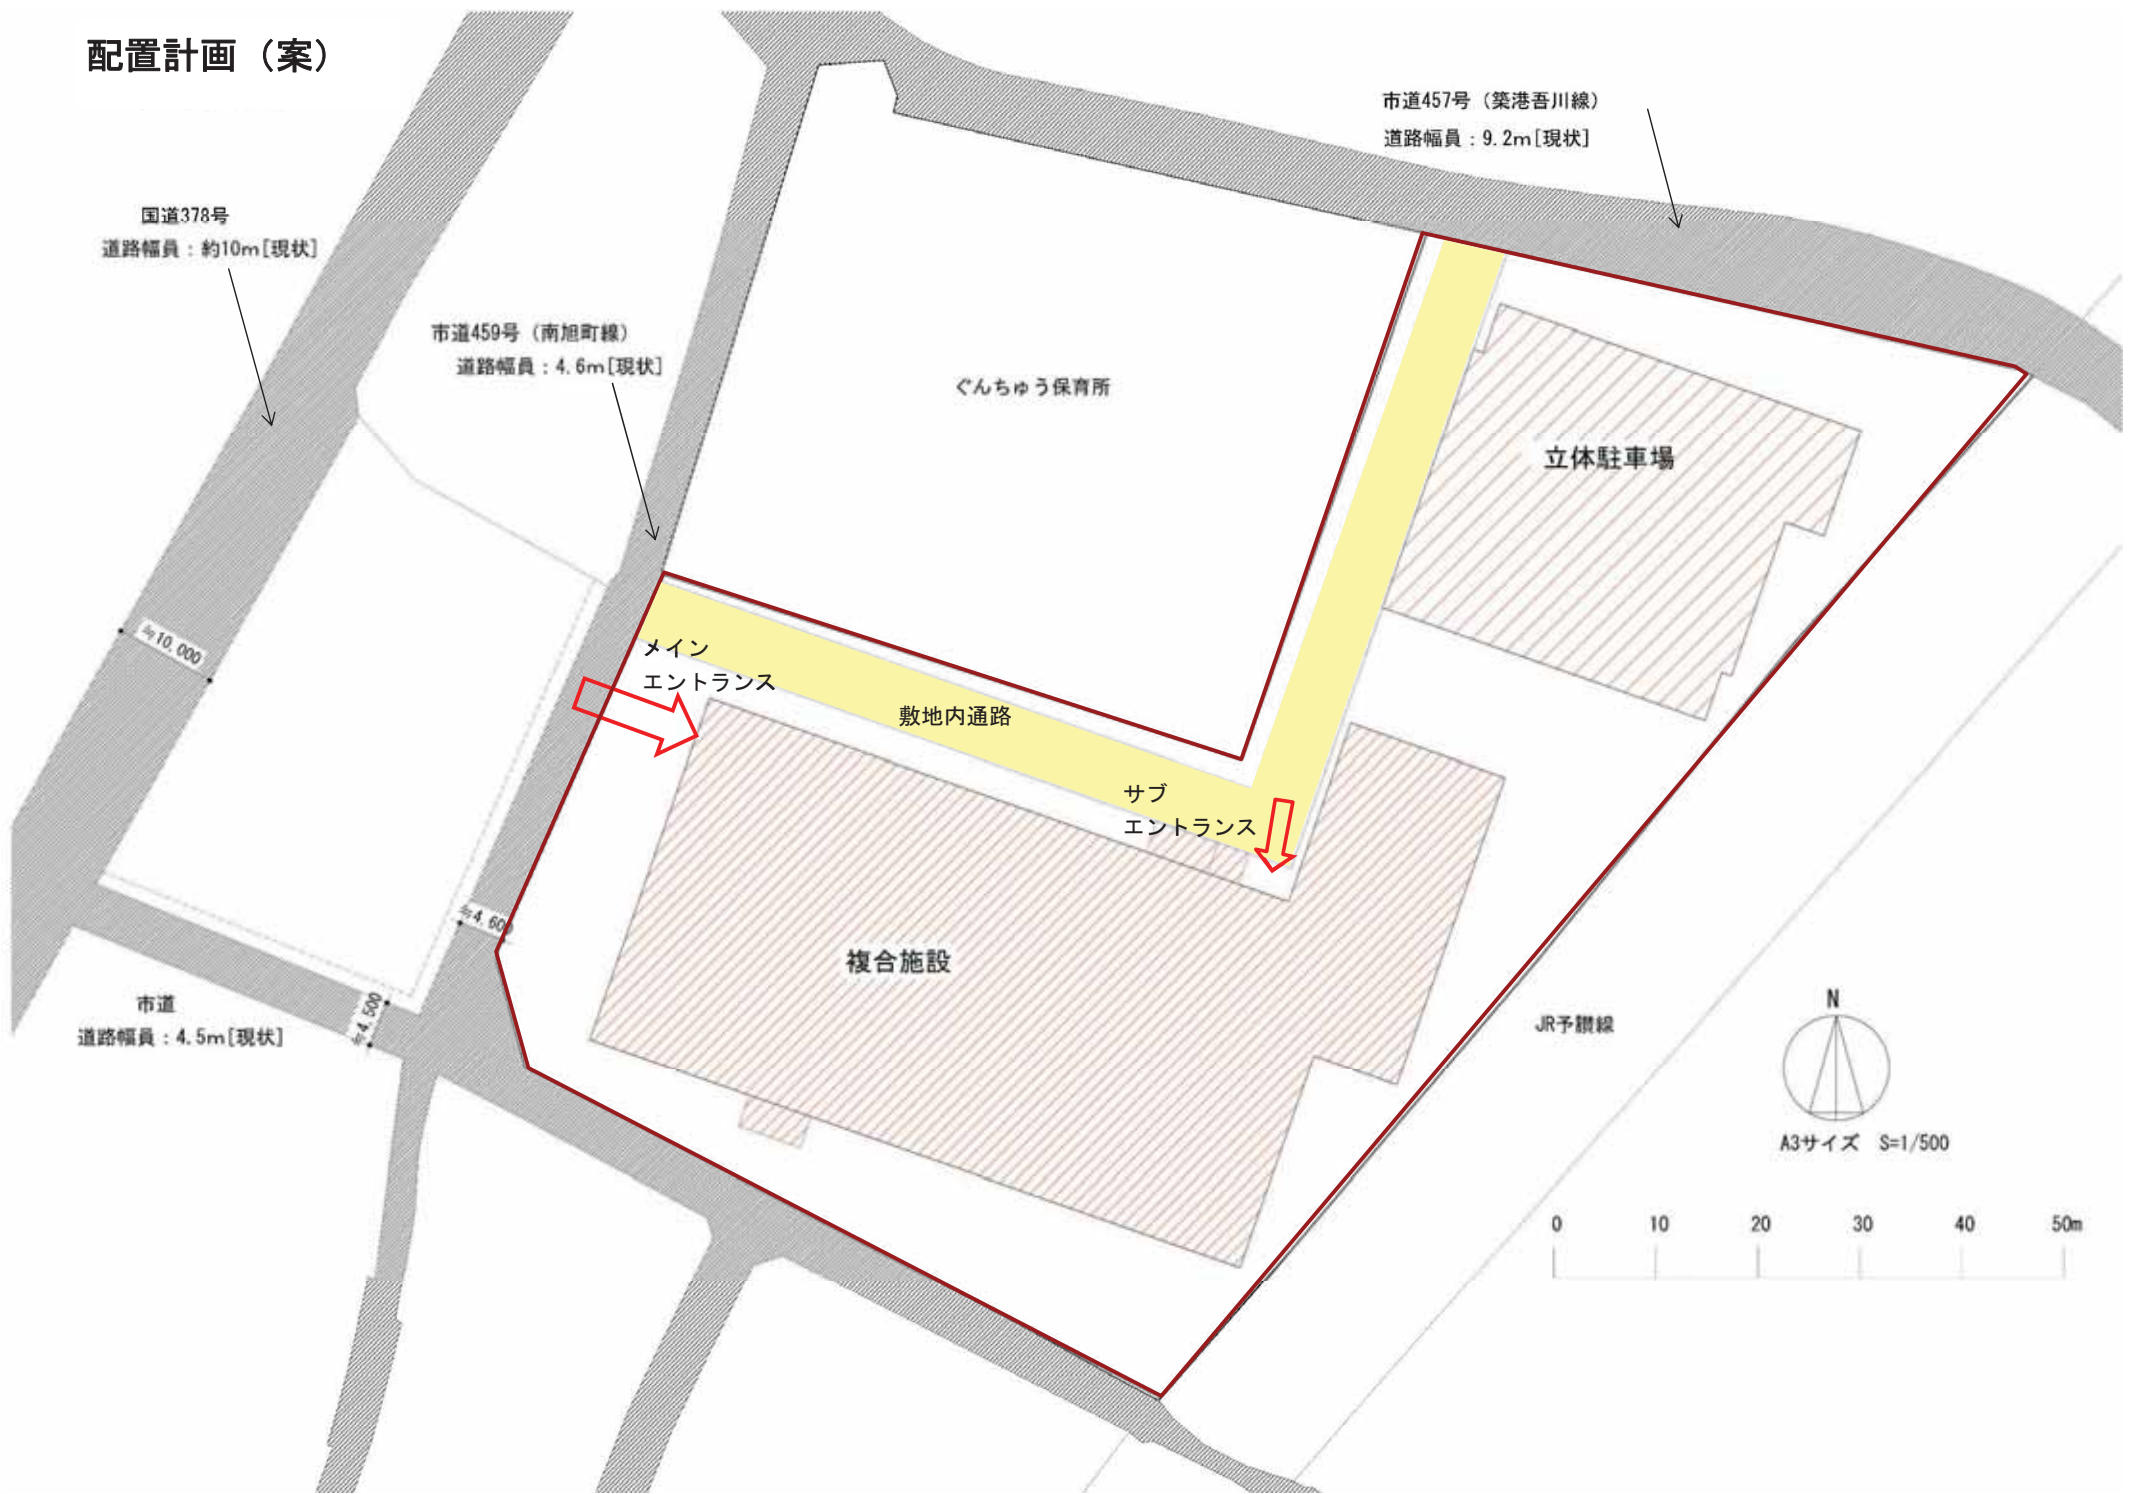 配置計画（案）
市道457号（築港吾川線）
道路幅員：9.2m[現状]
国道378号
道路幅員：約10m[現状]
市道459号（南旭町線）
道路幅員：4.6m[現状]
ぐんちゅう保育所
立体駐車場
≒10,000
メイン
エントランス
敷地内通路
サブ
エントランス
≒4,600
複合施設
市道
道路幅員：4.5m[現状]
≒4,500
JR予讃線
N
A3サイズ　S=1/500
0 10 20 30 40 50m